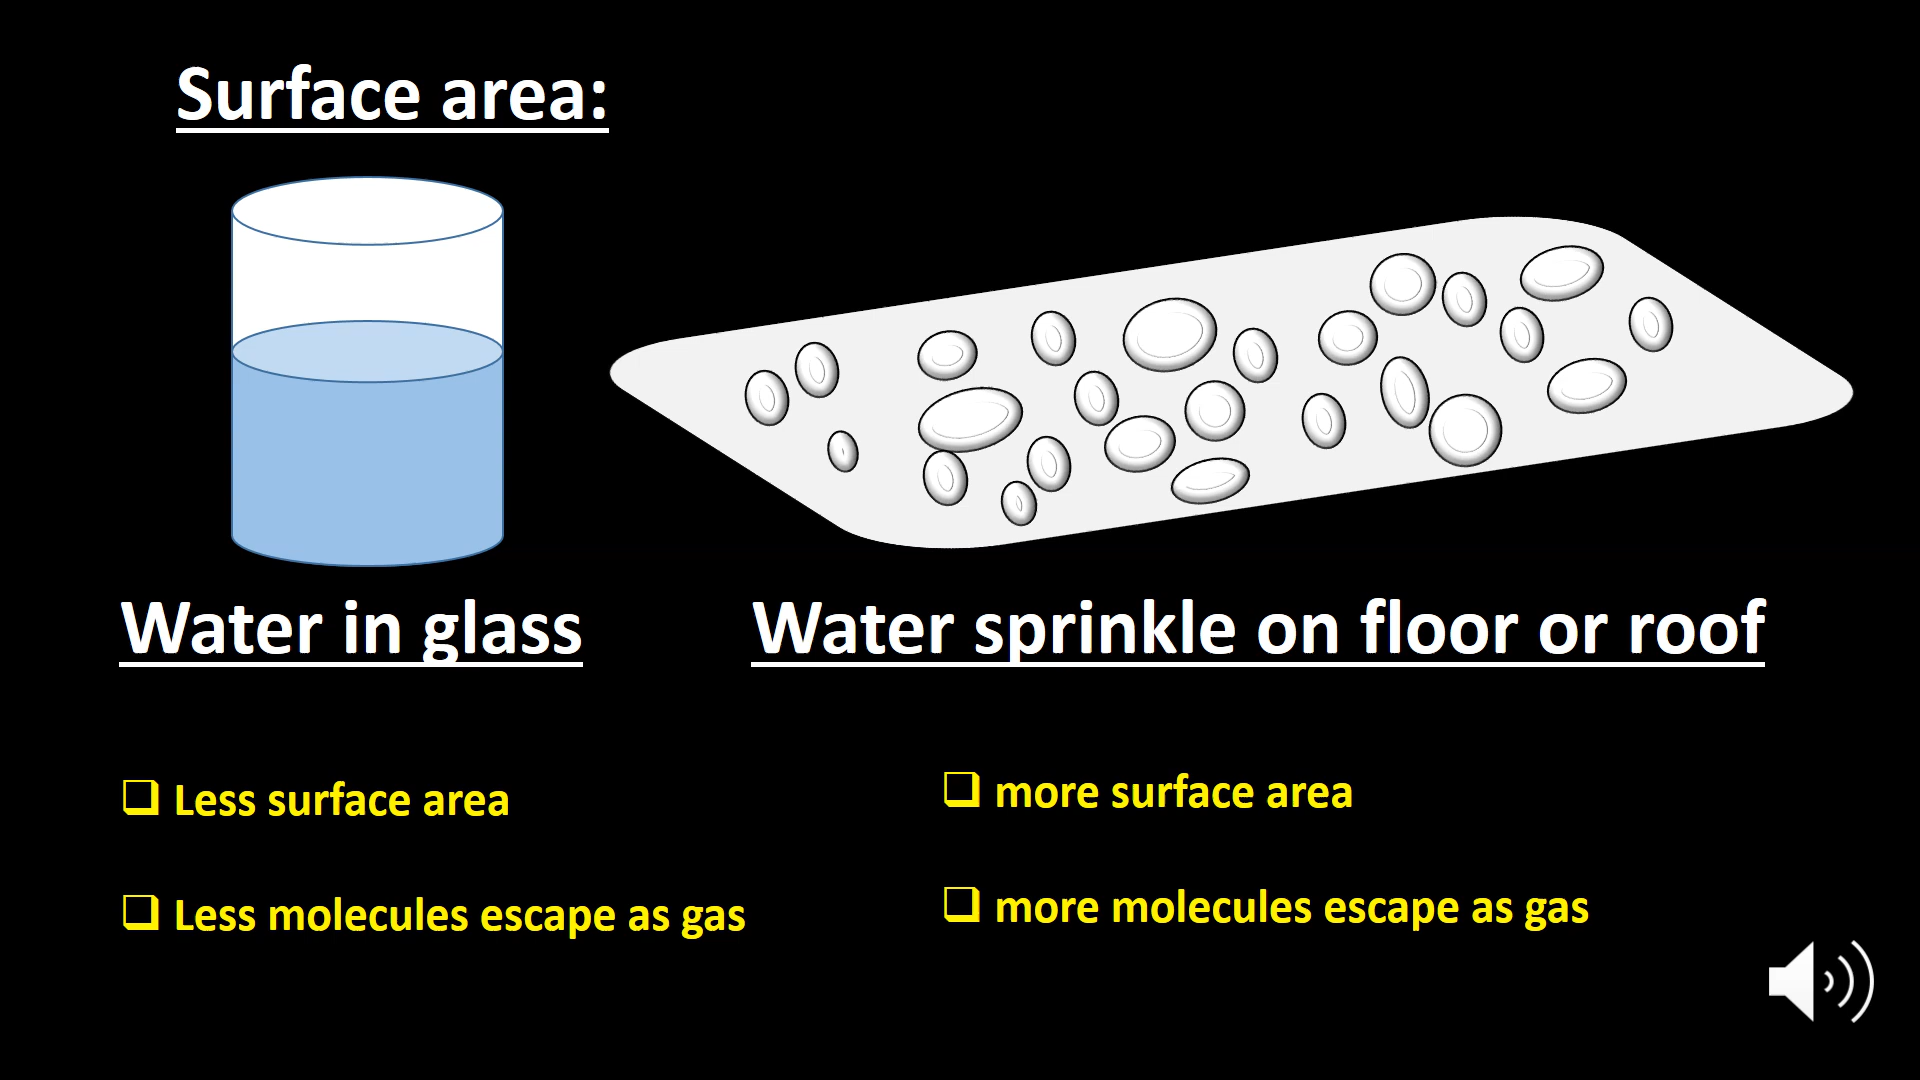 Surface area:
Water in glass
Water sprinkle on floor or roof
Less surface area
Less molecules escape as gas
more surface area
more molecules escape as gas